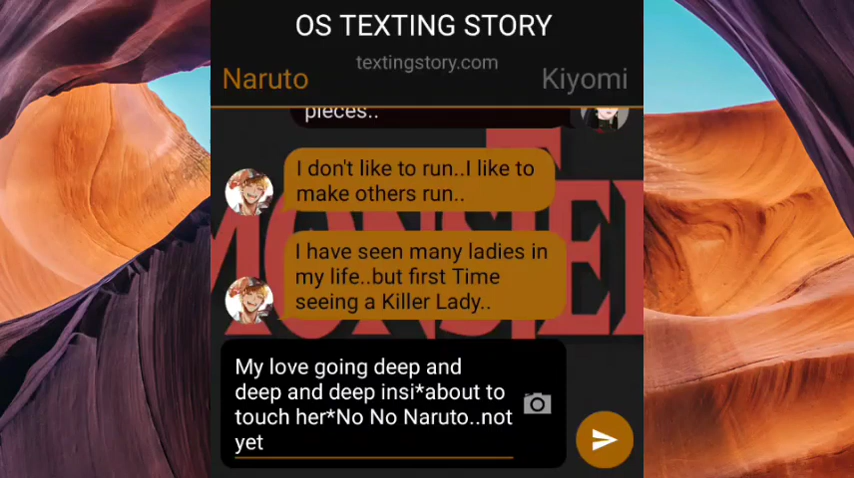 OS TEXTING STORY
textingstory.com
Naruto
Kiyomi
pieces..
I don't like to run..I like to
make others run..
MONSTER
I have seen many ladies in
my life..but first Time
seeing a Killer Lady..
My love going deep and
deep and deep insi*about to
touch her*No No Naruto..not
yet